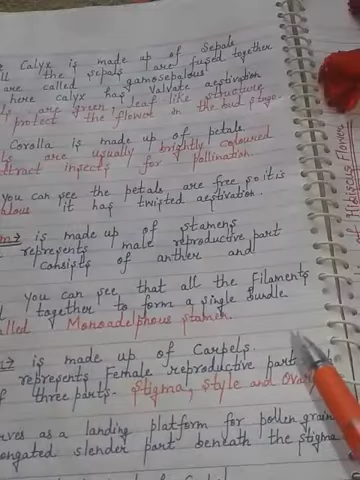 Calyx is made up of Sepals
the sepals are fused together
are called gamosepalous
here calyx has Valvate aestivation
are green, leaf like structure
protect the flower in the bud stage.
Corolla is made up of petals
are usually brightly coloured
attract insects for pollination.
you can see the petals are free so it is
it has twisted aestivation.
is made up of stamens
represents male reproductive part
consists of anther and
you can see that all the Filaments
together to form a single Bundle
called Monoadelphous stamen.
is made up of Carpels.
represents Female reproductive part
of three parts- Stigma, Style and Ovary
serves as a landing platform for pollen grain
elongated slender part beneath the stigma
of Hibiscus Flower